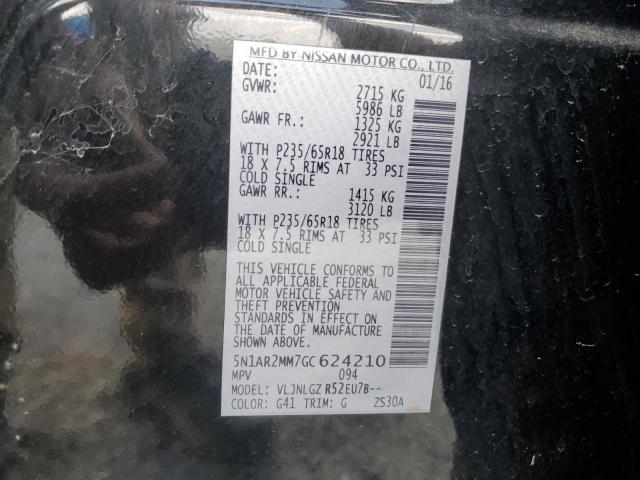 MFD BY NISSAN MOTOR CO., LTD.
DATE: 01/16
GVWR: 2715 KG
5986 LB
GAWR FR.: 1325 KG
2921 LB
WITH P235/65R18 TIRES
18 X 7.5 RIMS AT 33 PSI
COLD SINGLE
GAWR RR.: 1415 KG
3120 LB
WITH P235/65R18 TIRES
18 X 7.5 RIMS AT 33 PSI
COLD SINGLE
THIS VEHICLE CONFORMS TO
ALL APPLICABLE FEDERAL
MOTOR VEHICLE SAFETY AND
THEFT PREVENTION
STANDARDS IN EFFECT ON
THE DATE OF MANUFACTURE
SHOWN ABOVE.
5N1AR2MM7GC624210
MPV 094
MODEL: VLJNLGZ R52EU7B--
COLOR: G41 TRIM: G ZS30A